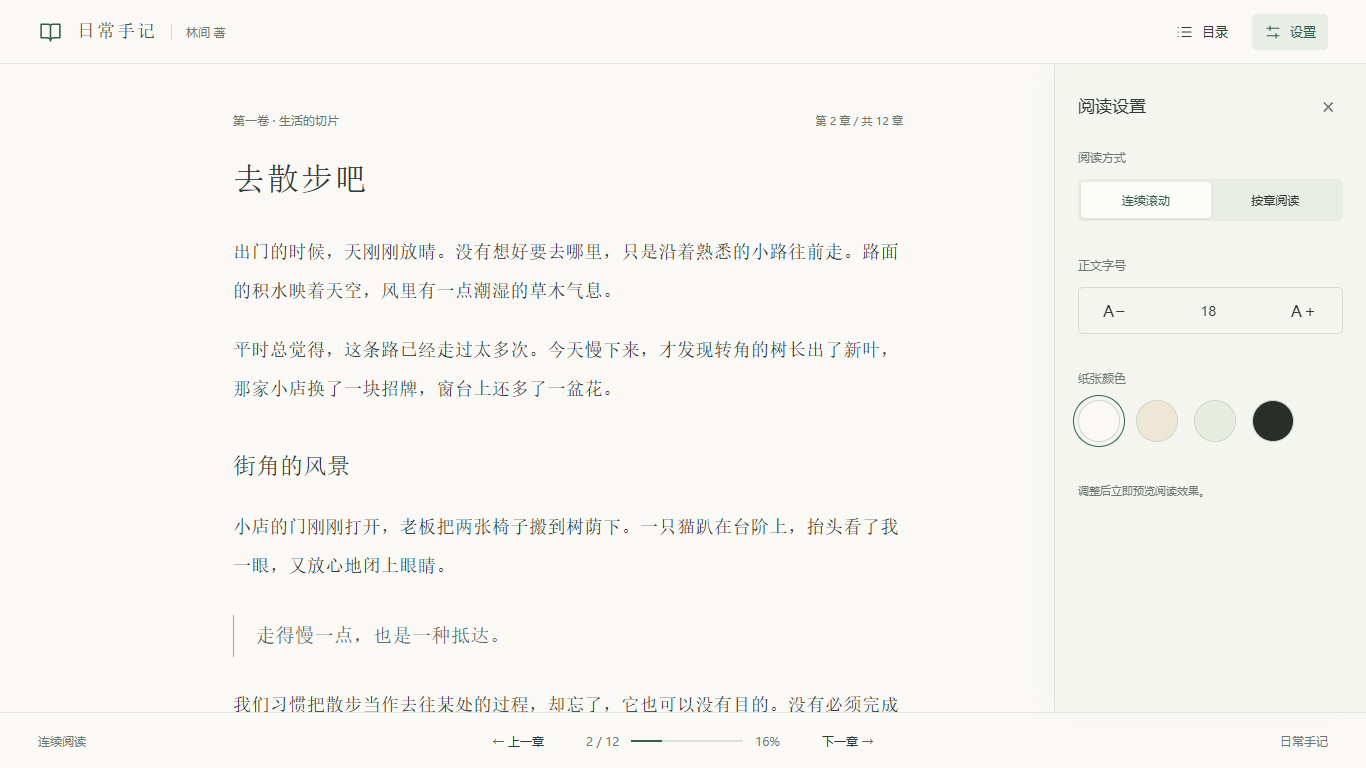 日常手记
林间 著
目录
设置
第一卷 · 生活的切片
第 2 章 / 共 12 章
去散步吧
出门的时候，天刚刚放晴。没有想好要去哪里，只是沿着熟悉的小路往前走。路面
的积水映着天空，风里有一点潮湿的草木气息。
平时总觉得，这条路已经走过太多次。今天慢下来，才发现转角的树长出了新叶，
那家小店换了一块招牌，窗台上还多了一盆花。
街角的风景
小店的门刚刚打开，老板把两张椅子搬到树荫下。一只猫趴在台阶上，抬头看了我
一眼，又放心地闭上眼睛。
走得慢一点，也是一种抵达。
我们习惯把散步当作去往某处的过程，却忘了，它也可以没有目的。没有必须完成
阅读设置
×
阅读方式
连续滚动
按章阅读
正文字号
A−
18
A+
纸张颜色
调整后立即预览阅读效果。
连续阅读
← 上一章
2 / 12
16%
下一章 →
日常手记